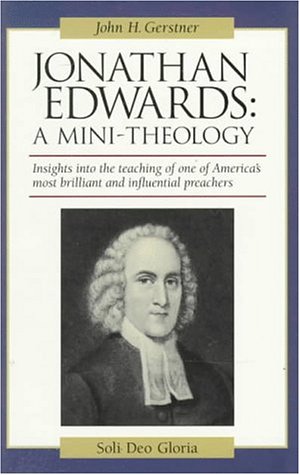 John H. Gerstner
JONATHAN
EDWARDS:
A MINI-THEOLOGY
Insights into the teaching of one of America's
most brilliant and influential preachers
Soli Deo Gloria